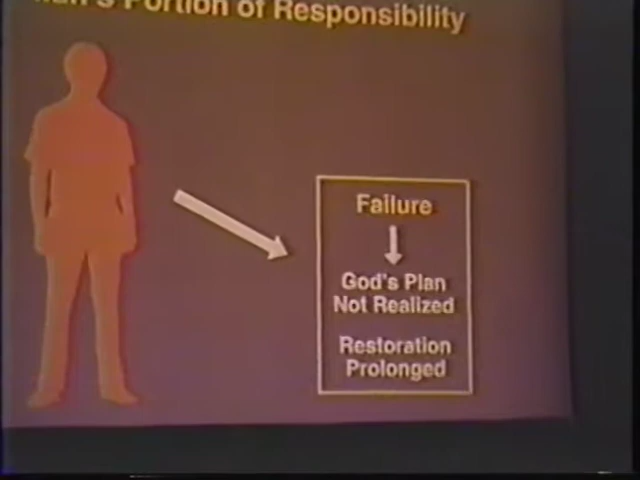 Portion of Responsibility
Failure
God's Plan
Not Realized
Restoration
Prolonged